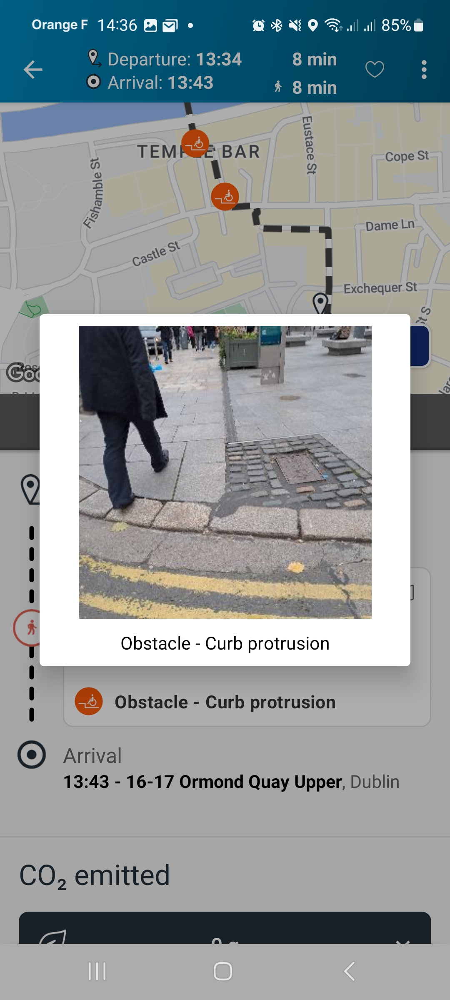 Orange F 14:36 85%
Departure: 13:34 8 min
Arrival: 13:43 8 min
TEMPLE BAR
Eustace St
Cope St
Fishamble St
Dame Ln
Castle St
Exchequer St
St S
Obstacle - Curb protrusion
Obstacle - Curb protrusion
Arrival
13:43 - 16-17 Ormond Quay Upper, Dublin
CO₂ emitted
0 g